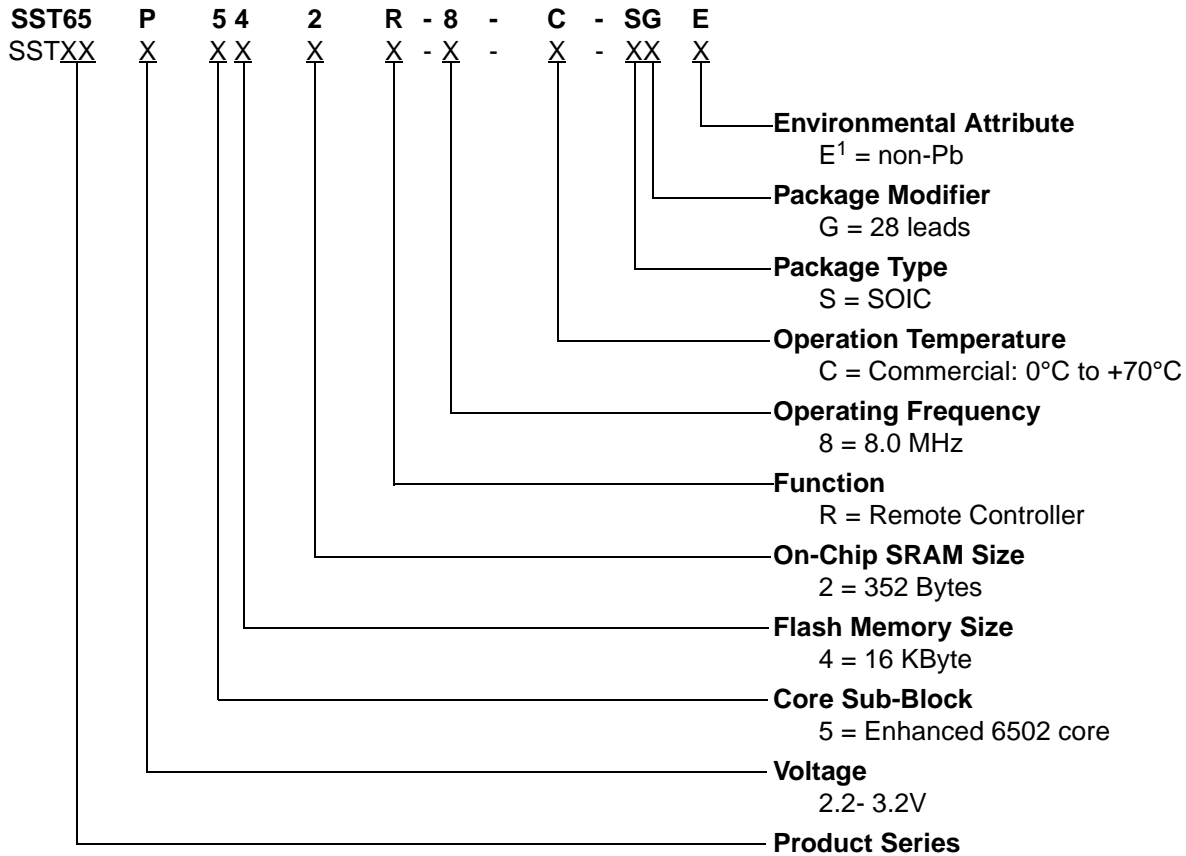 SST65 P 5 4 2 R - 8 - C - SG E
SSTXX X X X X X - X - X - XX X
Environmental Attribute
E1 = non-Pb
Package Modifier
G = 28 leads
Package Type
S = SOIC
Operation Temperature
C = Commercial: 0°C to +70°C
Operating Frequency
8 = 8.0 MHz
Function
R = Remote Controller
On-Chip SRAM Size
2 = 352 Bytes
Flash Memory Size
4 = 16 KByte
Core Sub-Block
5 = Enhanced 6502 core
Voltage
2.2- 3.2V
Product Series